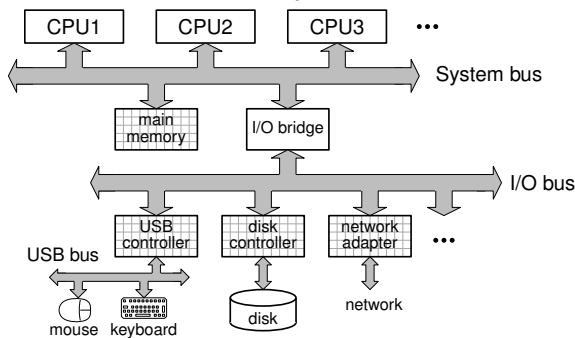 CPU1 CPU2 CPU3 •••
System bus
main
memory
I/O bridge
I/O bus
USB
controller
disk
controller
network
adapter
•••
USB bus
mouse
keyboard
disk
network